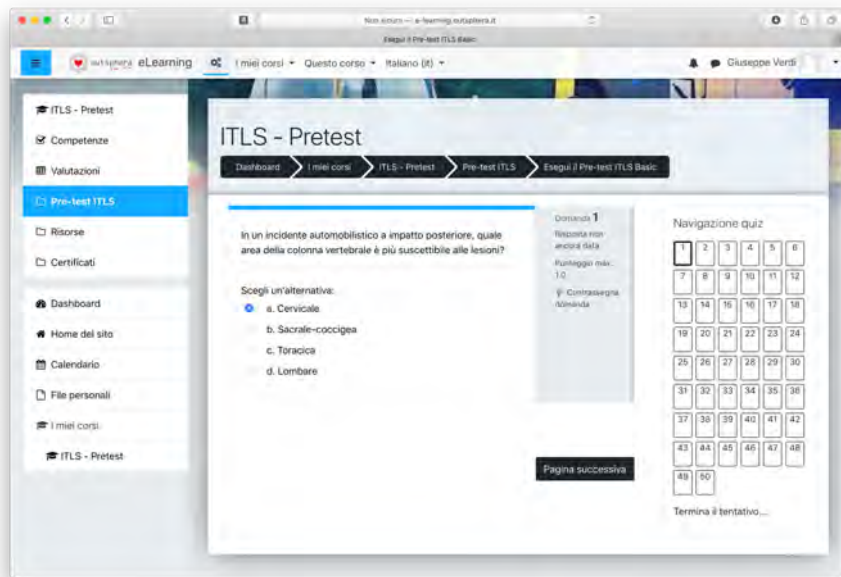 Non sicuro — e-learning.outsphera.it
Esegui il Pre-test ITLS Basic
outsphera eLearning
I miei corsi
Questo corso
Italiano (it)
Giuseppe Verdi
ITLS - Pretest
Competenze
Valutazioni
Pre-test ITLS
Risorse
Certificati
Dashboard
Home del sito
Calendario
File personali
I miei corsi
ITLS - Pretest
ITLS - Pretest
Dashboard
I miei corsi
ITLS - Pretest
Pre-test ITLS
Esegui il Pre-test ITLS Basic
In un incidente automobilistico a impatto posteriore, quale
area della colonna vertebrale è più suscettibile alle lesioni?
Scegli un'alternativa:
a. Cervicale
b. Sacrale-coccigea
c. Toracica
d. Lombare
Domanda 1
Risposta non
ancora data
Punteggio max.:
1,0
Contrassegna
domanda
Pagina successiva
Navigazione quiz
1 2 3 4 5 6
7 8 9 10 11 12
13 14 15 16 17 18
19 20 21 22 23 24
25 26 27 28 29 30
31 32 33 34 35 36
37 38 39 40 41 42
43 44 45 46 47 48
49 50
Termina il tentativo...